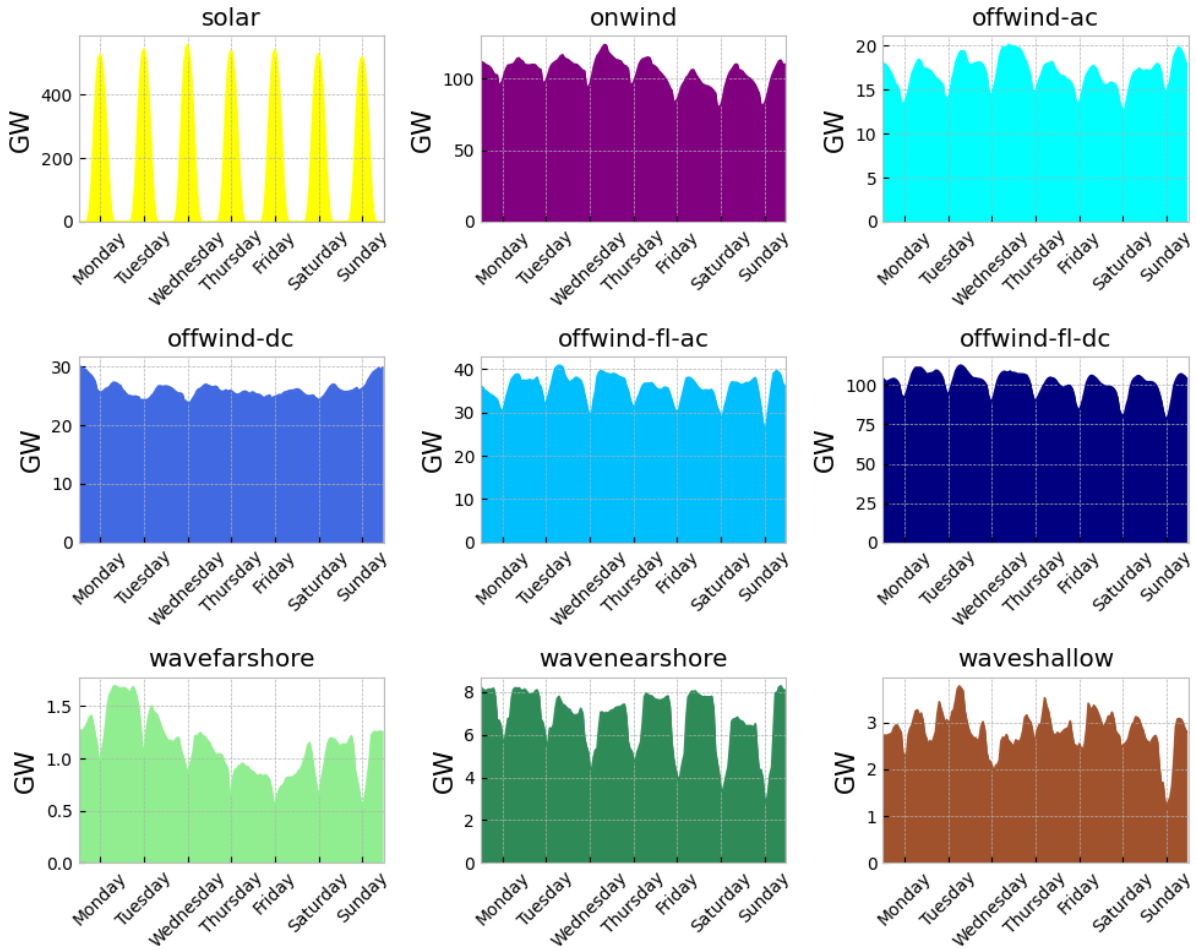 solar
GW
400
200
0
Monday
Tuesday
Wednesday
Thursday
Friday
Saturday
Sunday
onwind
GW
100
50
0
Monday
Tuesday
Wednesday
Thursday
Friday
Saturday
Sunday
offwind-ac
GW
20
15
10
5
0
Monday
Tuesday
Wednesday
Thursday
Friday
Saturday
Sunday
offwind-dc
GW
30
20
10
0
Monday
Tuesday
Wednesday
Thursday
Friday
Saturday
Sunday
offwind-fl-ac
GW
40
30
20
10
0
Monday
Tuesday
Wednesday
Thursday
Friday
Saturday
Sunday
offwind-fl-dc
GW
100
75
50
25
0
Monday
Tuesday
Wednesday
Thursday
Friday
Saturday
Sunday
wavefarshore
GW
1.5
1.0
0.5
0.0
Monday
Tuesday
Wednesday
Thursday
Friday
Saturday
Sunday
wavenearshore
GW
8
6
4
2
0
Monday
Tuesday
Wednesday
Thursday
Friday
Saturday
Sunday
waveshallow
GW
3
2
1
0
Monday
Tuesday
Wednesday
Thursday
Friday
Saturday
Sunday